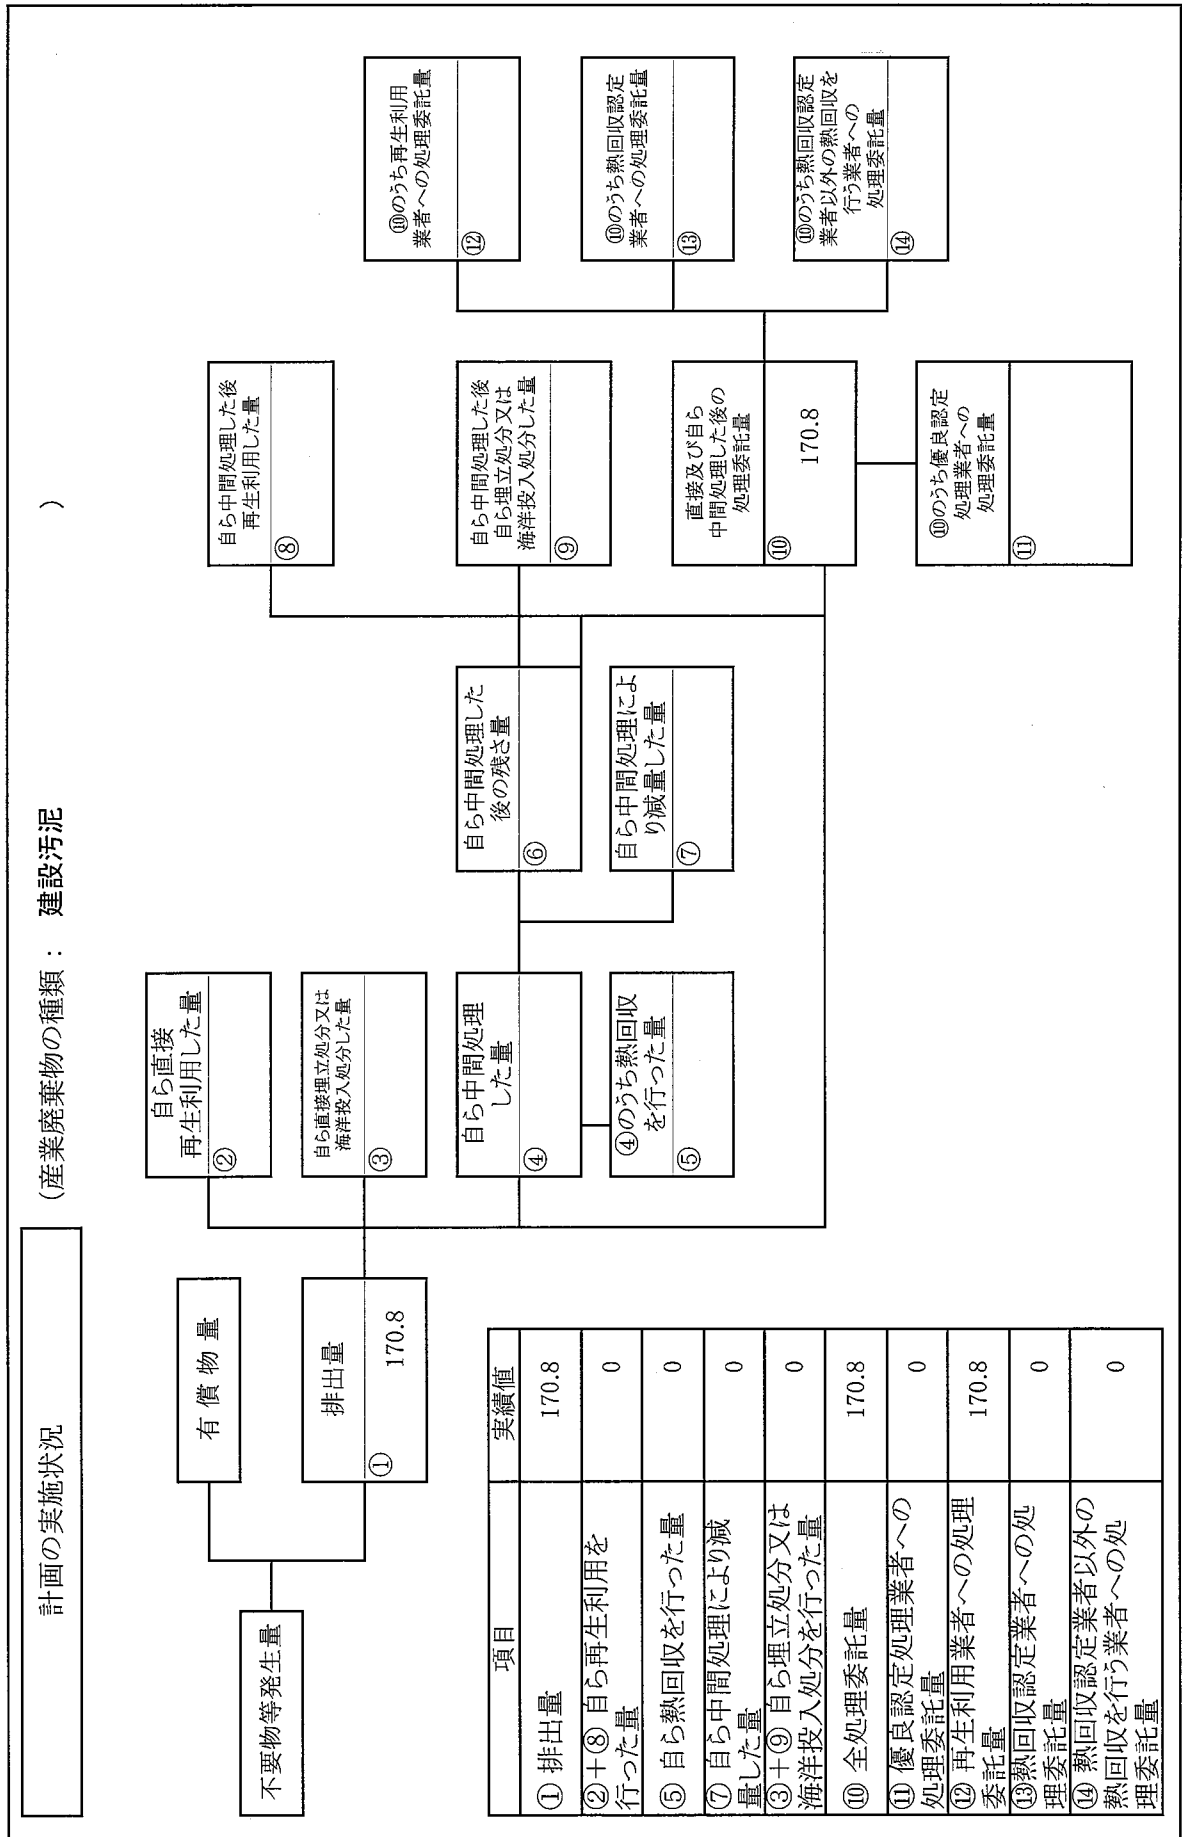 計画の実施状況
(産業廃棄物の種類： 建設汚泥 )
不要物等発生量
有償物量
排出量
①
170.8
自ら直接
再生利用した量
②
自ら直接埋立処分又は
海洋投入処分した量
③
自ら中間処理
した量
④
④のうち熱回収
を行った量
⑤
自ら中間処理した
後の残さ量
⑥
自ら中間処理によ
り減量した量
⑦
自ら中間処理した後
再生利用した量
⑧
自ら中間処理した後
自ら埋立処分又は
海洋投入処分した量
⑨
直接及び自ら
中間処理した後の
処理委託量
⑩
170.8
⑩のうち優良認定
処理業者への
処理委託量
⑪
⑩のうち再生利用
業者への処理委託量
⑫
⑩のうち熱回収認定
業者への処理委託量
⑬
⑩のうち熱回収認定
業者以外の熱回収を
行う業者への
処理委託量
⑭
項目 実績値
① 排出量 170.8
②＋⑧ 自ら再生利用を
行った量 0
⑤ 自ら熱回収を行った量 0
⑦ 自ら中間処理により減
量した量 0
③＋⑨ 自ら埋立処分又は
海洋投入処分を行った量 0
⑩ 全処理委託量 170.8
⑪ 優良認定処理業者への
処理委託量 0
⑫ 再生利用業者への処理
委託量 170.8
⑬熱回収認定業者への処
理委託量 0
⑭ 熱回収認定業者以外の
熱回収を行う業者への処
理委託量 0